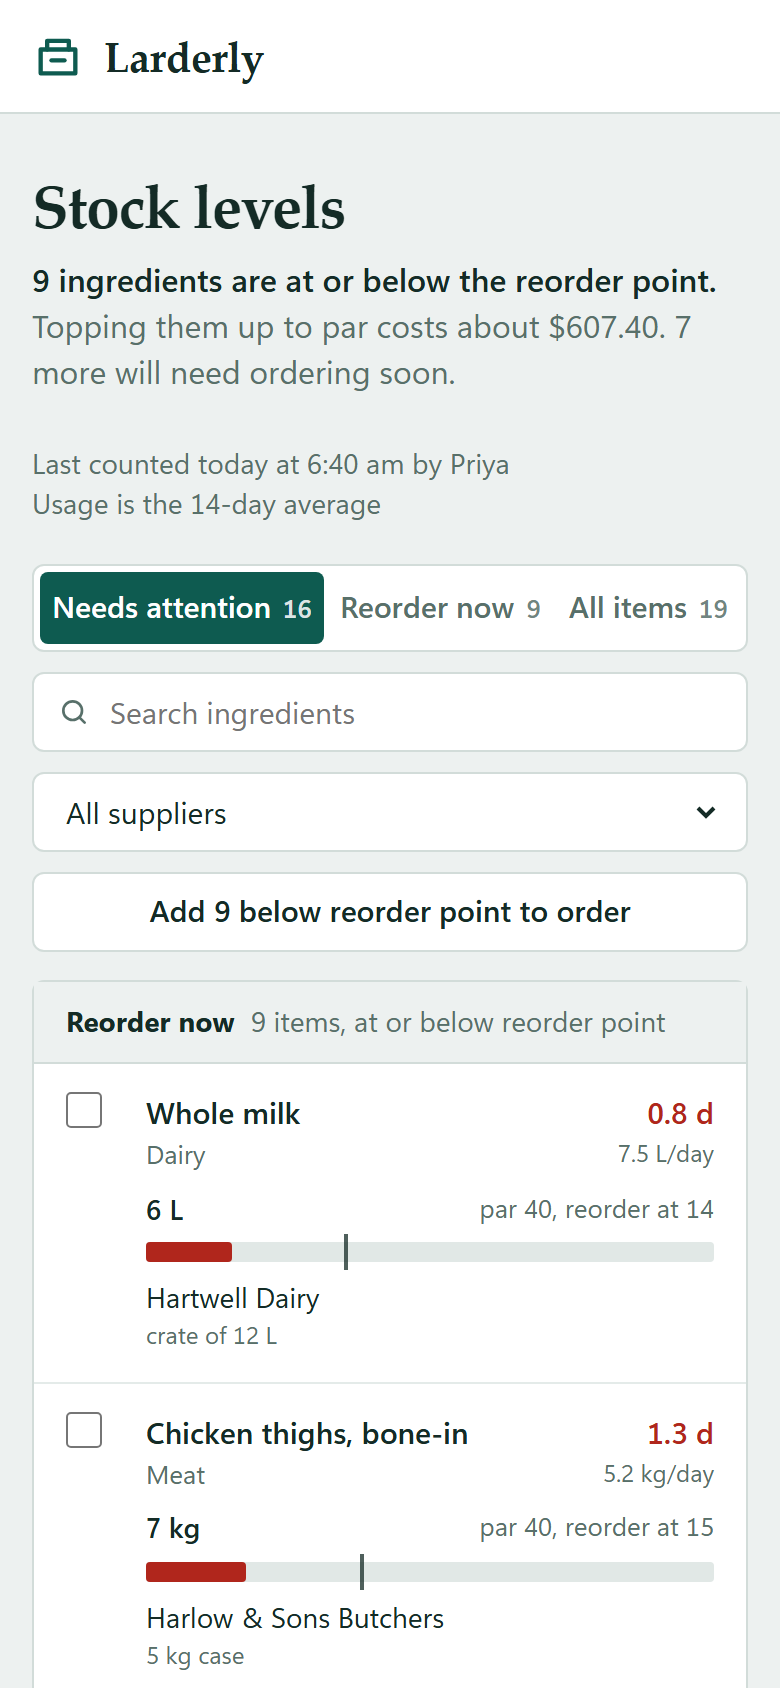 Larderly
Stock levels
9 ingredients are at or below the reorder point.
Topping them up to par costs about $607.40. 7
more will need ordering soon.
Last counted today at 6:40 am by Priya
Usage is the 14-day average
Needs attention 16 Reorder now 9 All items 19
Search ingredients
All suppliers
Add 9 below reorder point to order
Reorder now 9 items, at or below reorder point
Whole milk 0.8 d
Dairy 7.5 L/day
6 L par 40, reorder at 14
Hartwell Dairy
crate of 12 L
Chicken thighs, bone-in 1.3 d
Meat 5.2 kg/day
7 kg par 40, reorder at 15
Harlow & Sons Butchers
5 kg case